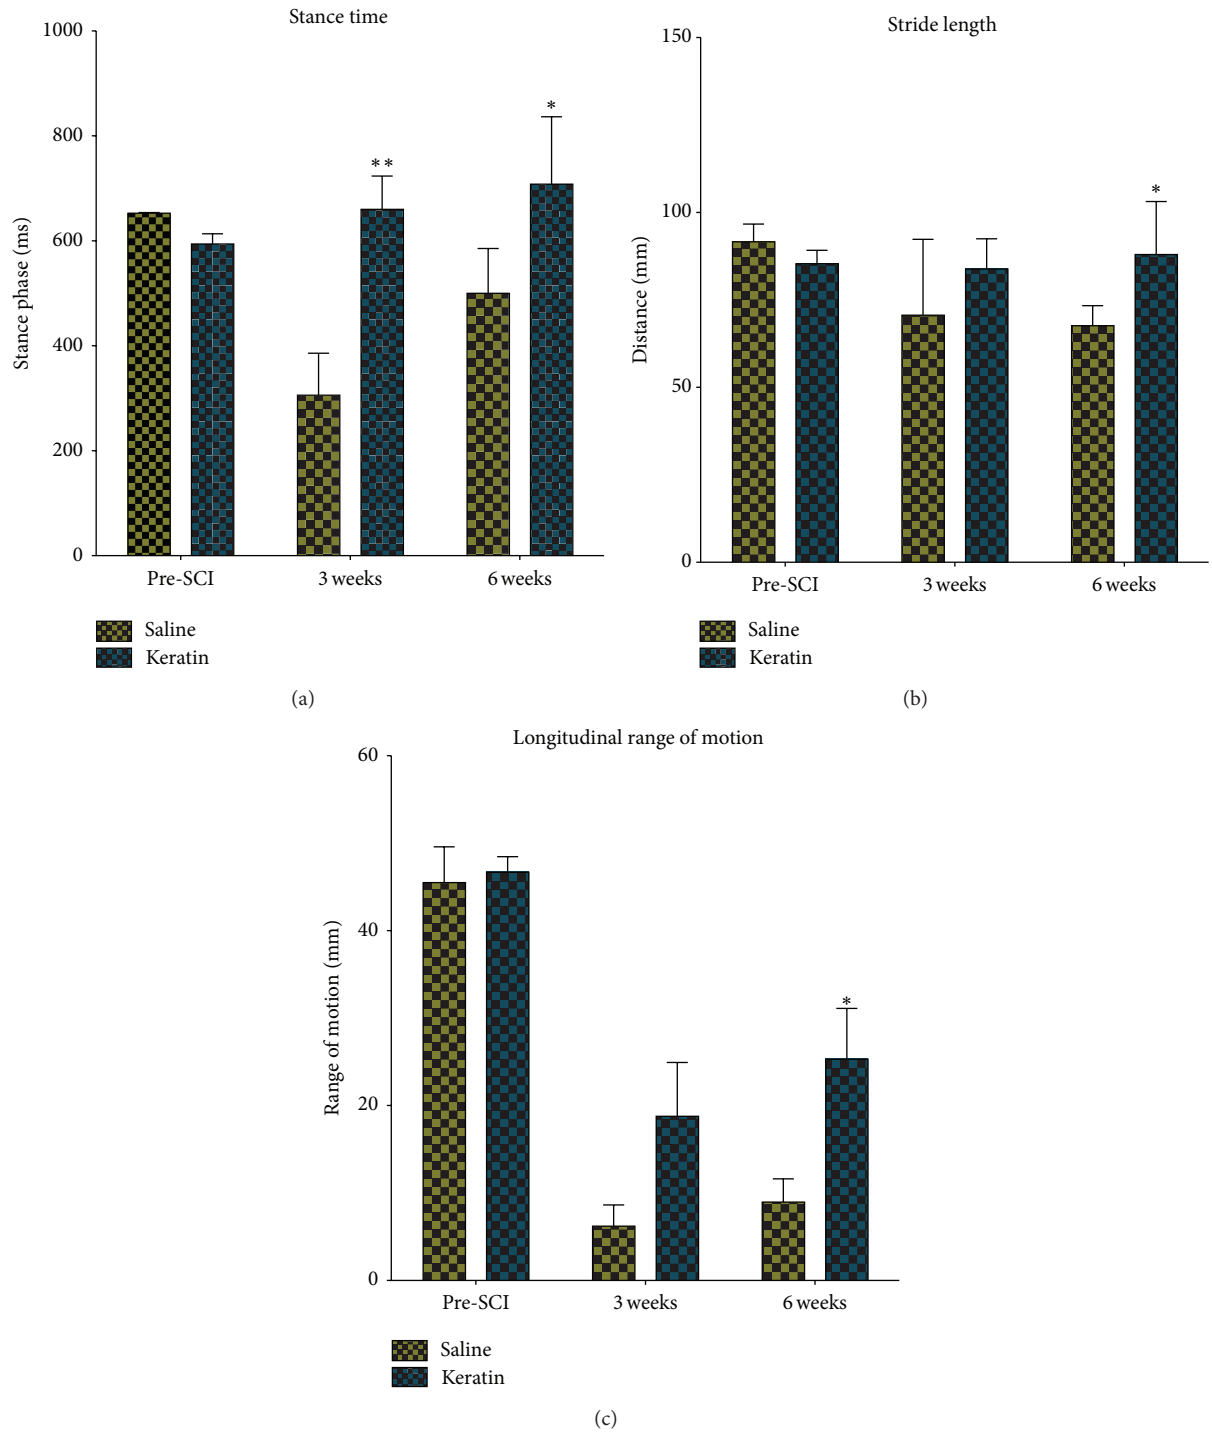 Stance time
1000
800
600
400
200
0
Stance phase (ms)
**
*
Pre-SCI 3 weeks 6 weeks
Saline
Keratin
(a)
Stride length
150
100
50
0
Distance (mm)
*
Pre-SCI 3 weeks 6 weeks
Saline
Keratin
(b)
Longitudinal range of motion
60
40
20
0
Range of motion (mm)
*
Pre-SCI 3 weeks 6 weeks
Saline
Keratin
(c)